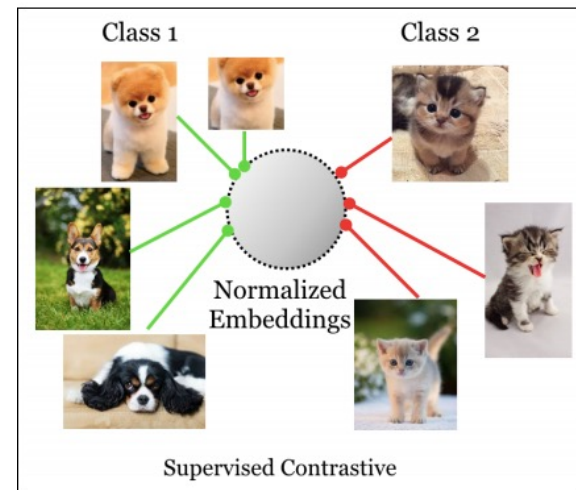 Class 1
Class 2
Normalized
Embeddings
Supervised Contrastive